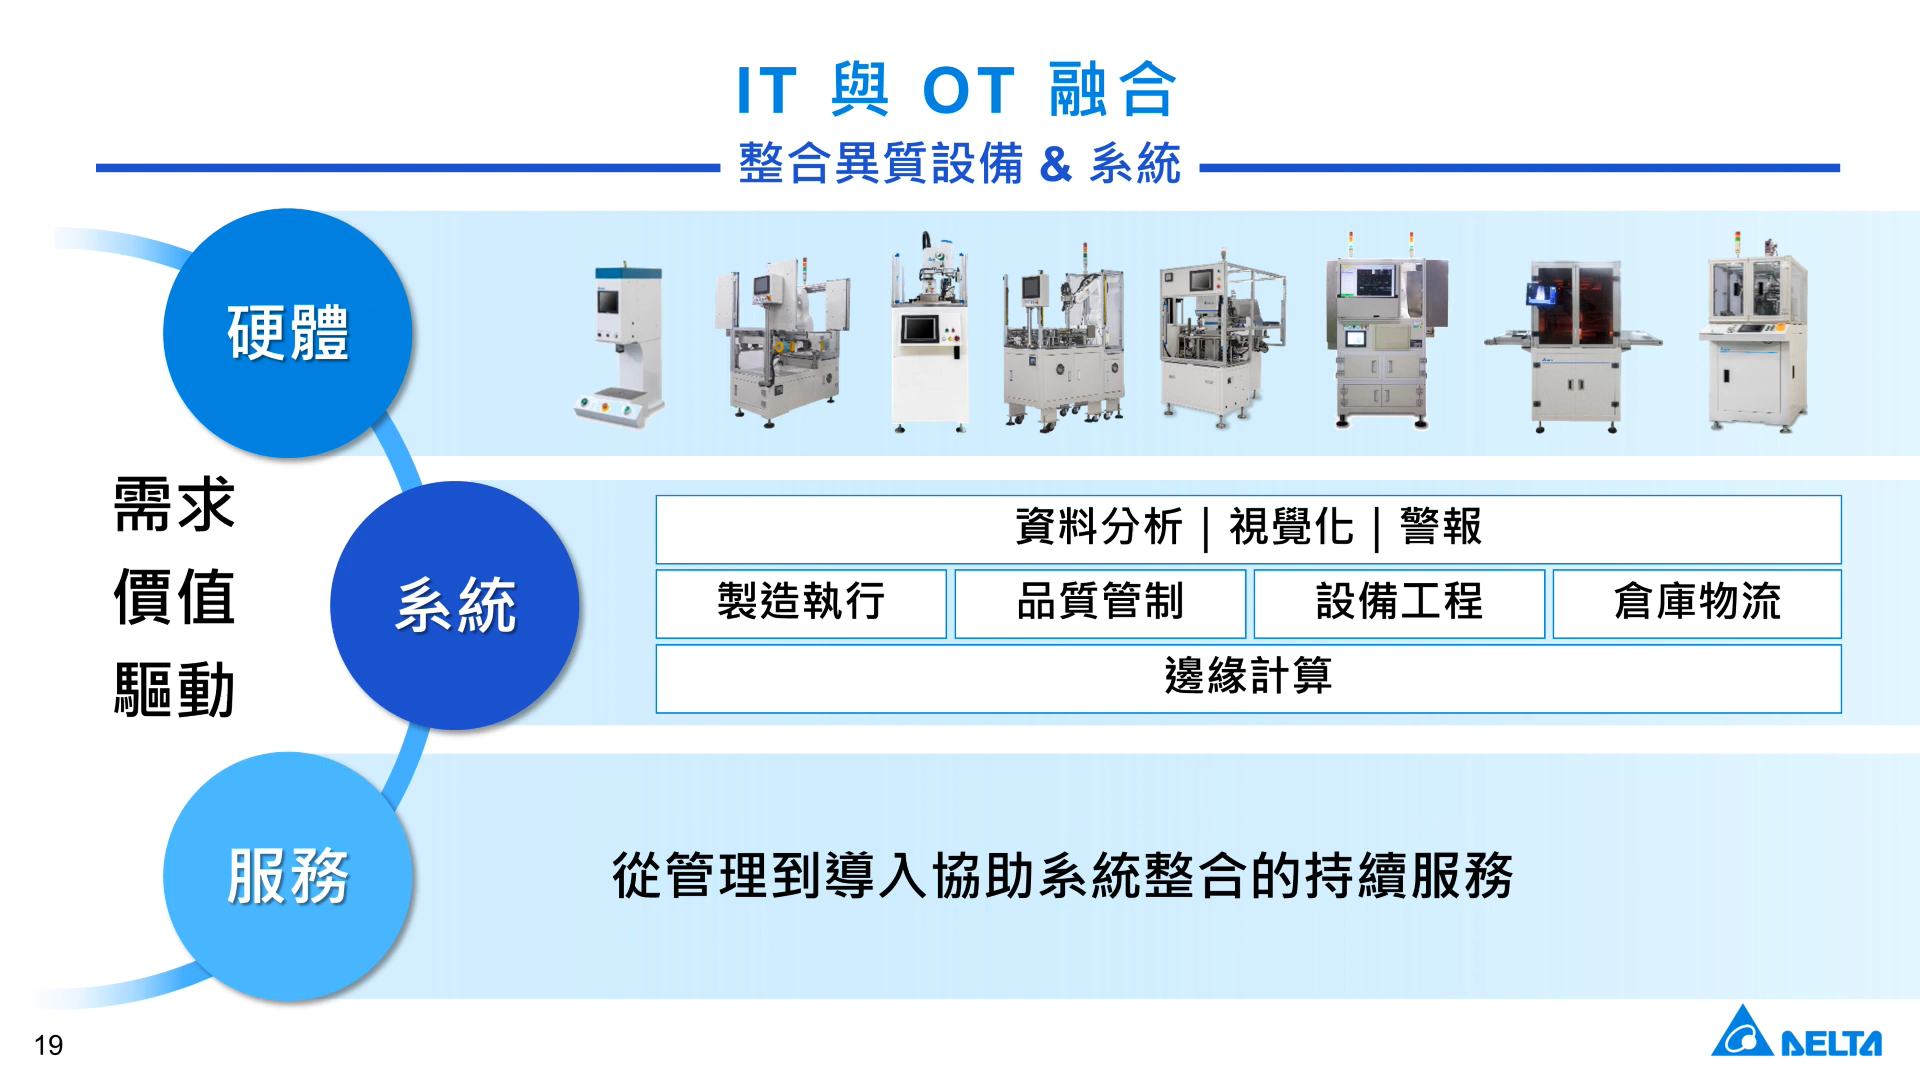 IT 與 OT 融合
整合異質設備 & 系統
硬體
需求
價值
驅動
系統
資料分析 | 視覺化 | 警報
製造執行
品質管制
設備工程
倉庫物流
邊緣計算
服務
從管理到導入協助系統整合的持續服務
19
DELTA